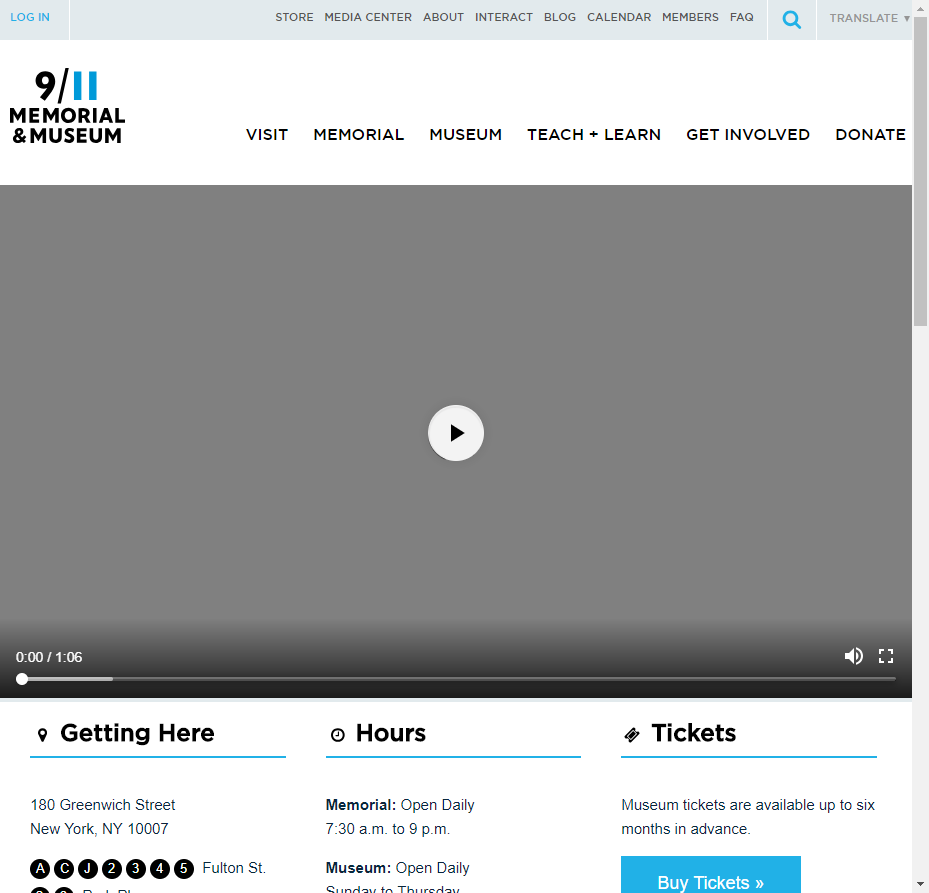 LOG IN
STORE MEDIA CENTER ABOUT INTERACT BLOG CALENDAR MEMBERS FAQ
TRANSLATE ▼
9/11
MEMORIAL
& MUSEUM
VISIT MEMORIAL MUSEUM TEACH + LEARN GET INVOLVED DONATE
0:00 / 1:06
Getting Here
180 Greenwich Street
New York, NY 10007
A C J 2 3 4 5 Fulton St.
Hours
Memorial: Open Daily
7:30 a.m. to 9 p.m.
Museum: Open Daily
Sunday to Thursday
Tickets
Museum tickets are available up to six
months in advance.
Buy Tickets »